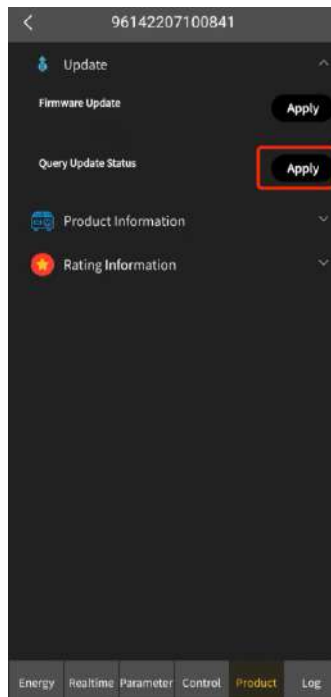 96142207100841
Update
Firmware Update
Apply
Query Update Status
Apply
Product Information
Rating Information
Energy Realtime Parameter Control Product Log